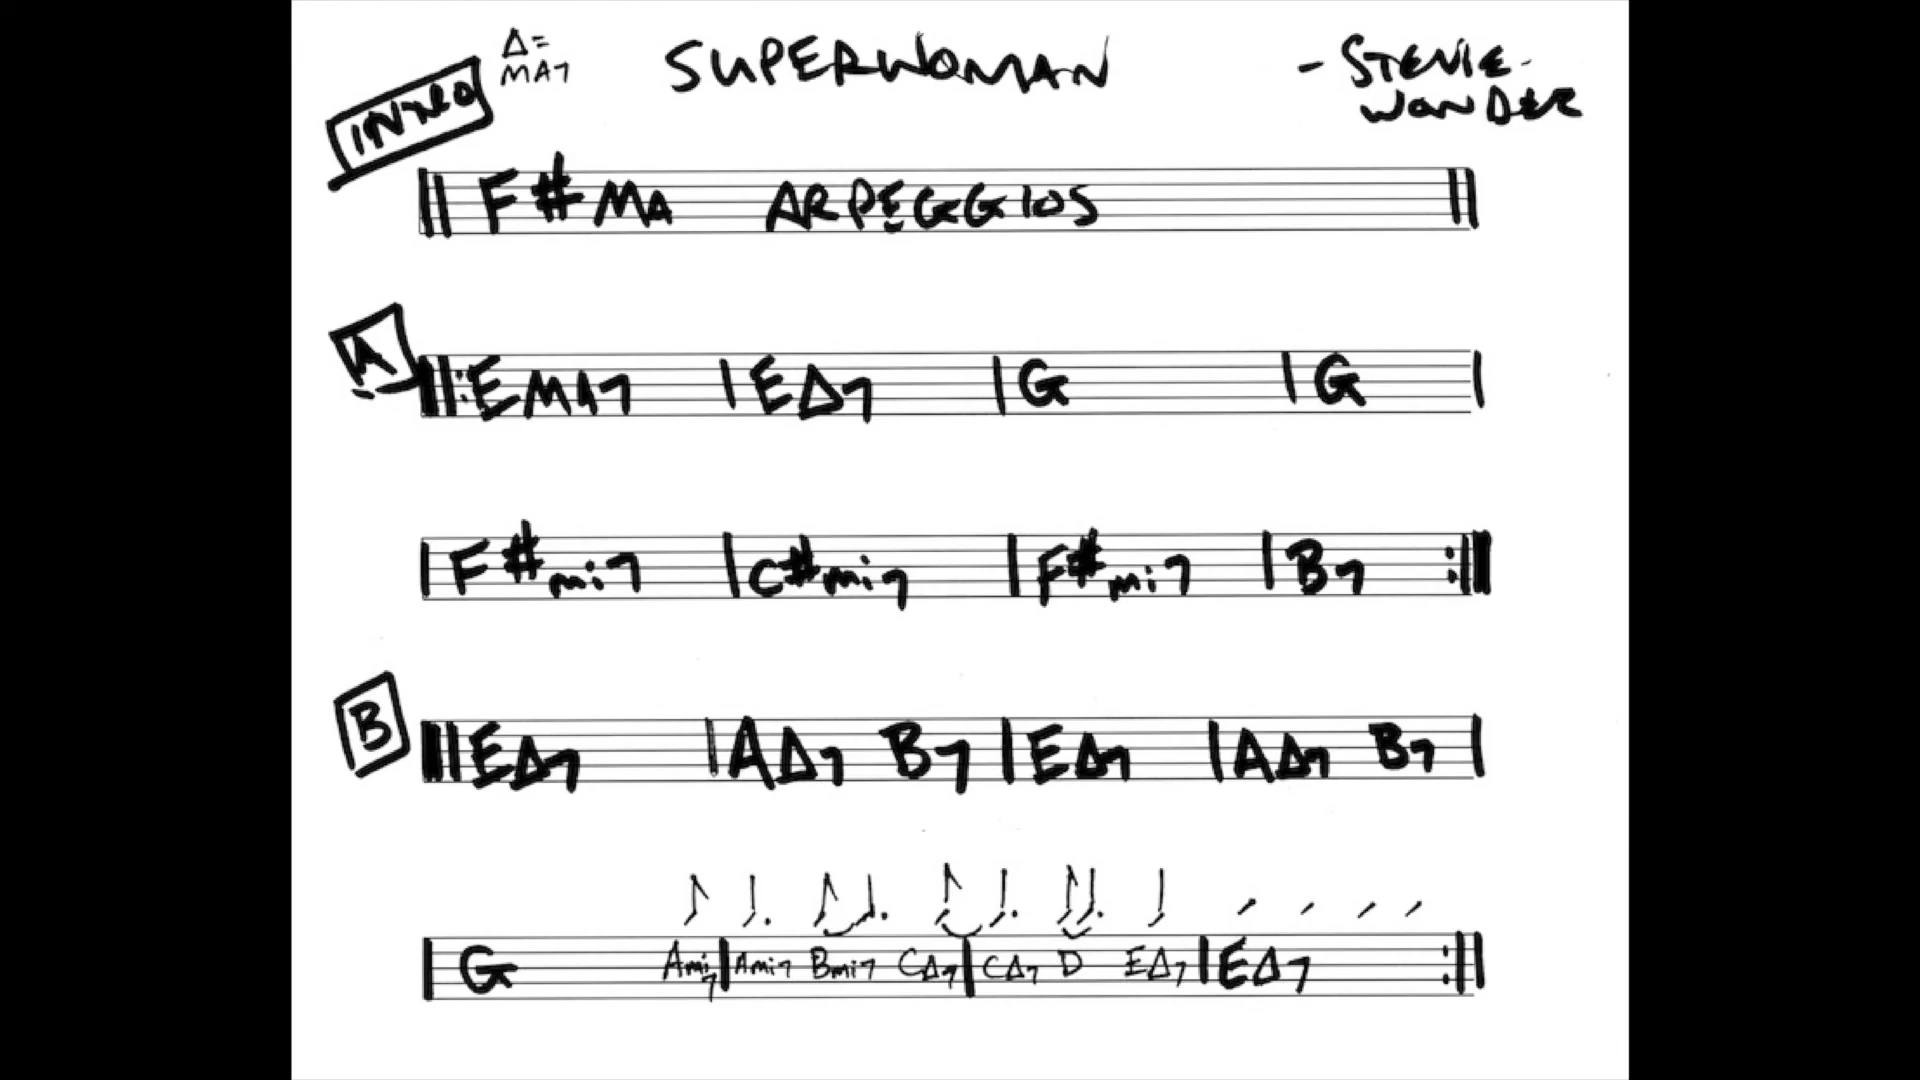 Δ=
MA7
SUPERWOMAN
- STEVIE-
WONDER
INTRO
F#MA ARPEGGIOS
A
EMA7 EΔ7 G G
F#mi7 C#mi7 F#mi7 B7
B
EΔ7 AΔ7 B7 EΔ7 AΔ7 B7
G Ami7 Ami7 Bmi7 CΔ7 CΔ7 D EΔ7 EΔ7